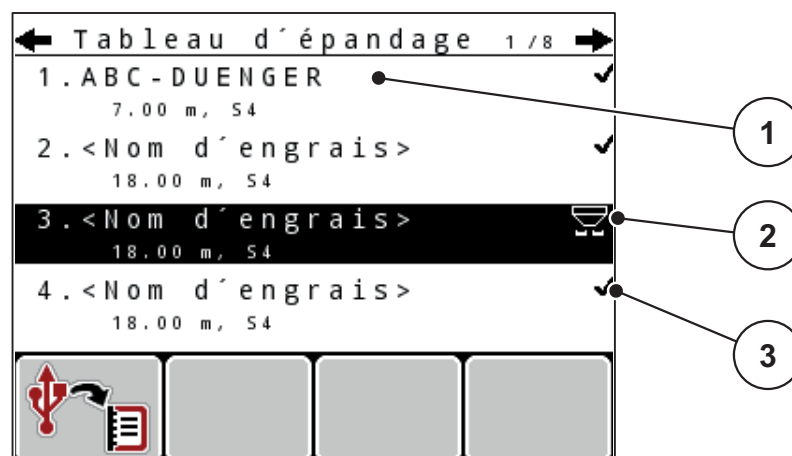 Tableau d´épandage 1/8
1.ABC-DUENGER
7.00 m, S4
2.<Nom d´engrais>
18.00 m, S4
3.<Nom d´engrais>
18.00 m, S4
4.<Nom d´engrais>
18.00 m, S4
1
2
3